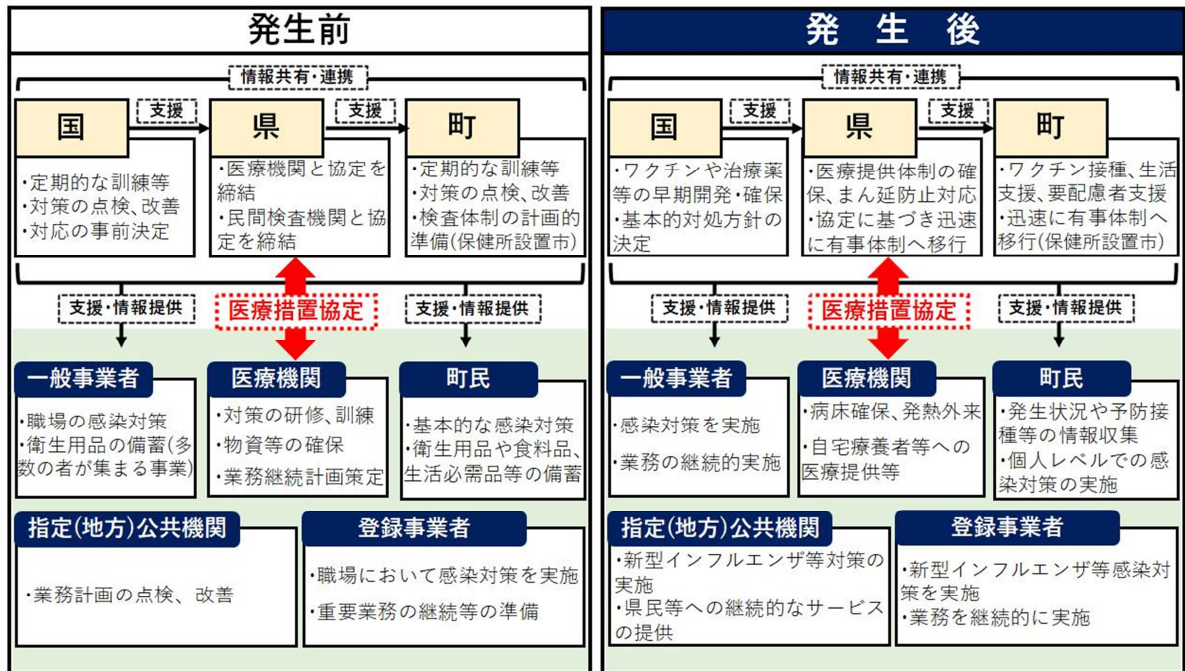 発生前
情報共有・連携
国
支援
県
支援
町
・定期的な訓練等
・対策の点検、改善
・対応の事前決定
・医療機関と協定を
締結
・民間検査機関と協
定を締結
・定期的な訓練等
・対策の点検、改善
・検査体制の計画的
準備(保健所設置市)
支援・情報提供
医療措置協定
支援・情報提供
一般事業者
・職場の感染対策
・衛生用品の備蓄(多
数の者が集まる事業)
医療機関
・対策の研修、訓練
・物資等の確保
・業務継続計画策定
町民
・基本的な感染対策
・衛生用品や食料品、
生活必需品等の備蓄
指定(地方)公共機関
・業務計画の点検、改善
登録事業者
・職場において感染対策を実施
・重要業務の継続等の準備
発生後
情報共有・連携
国
支援
県
支援
町
・ワクチンや治療薬
等の早期開発・確保
・基本的対処方針の
決定
・医療提供体制の確
保、まん延防止対応
・協定に基づき迅速
に有事体制へ移行
・ワクチン接種、生活
支援、要配慮者支援
・迅速に有事体制へ
移行(保健所設置市)
支援・情報提供
医療措置協定
支援・情報提供
一般事業者
・感染対策を実施
・業務の継続的実施
医療機関
・病床確保、発熱外来
・自宅療養者等への
医療提供等
町民
・発生状況や予防接
種等の情報収集
・個人レベルでの感
染対策の実施
指定(地方)公共機関
・新型インフルエンザ等対策の
実施
・県民等への継続的なサービス
の提供
登録事業者
・新型インフルエンザ等感染対
策を実施
・業務を継続的に実施